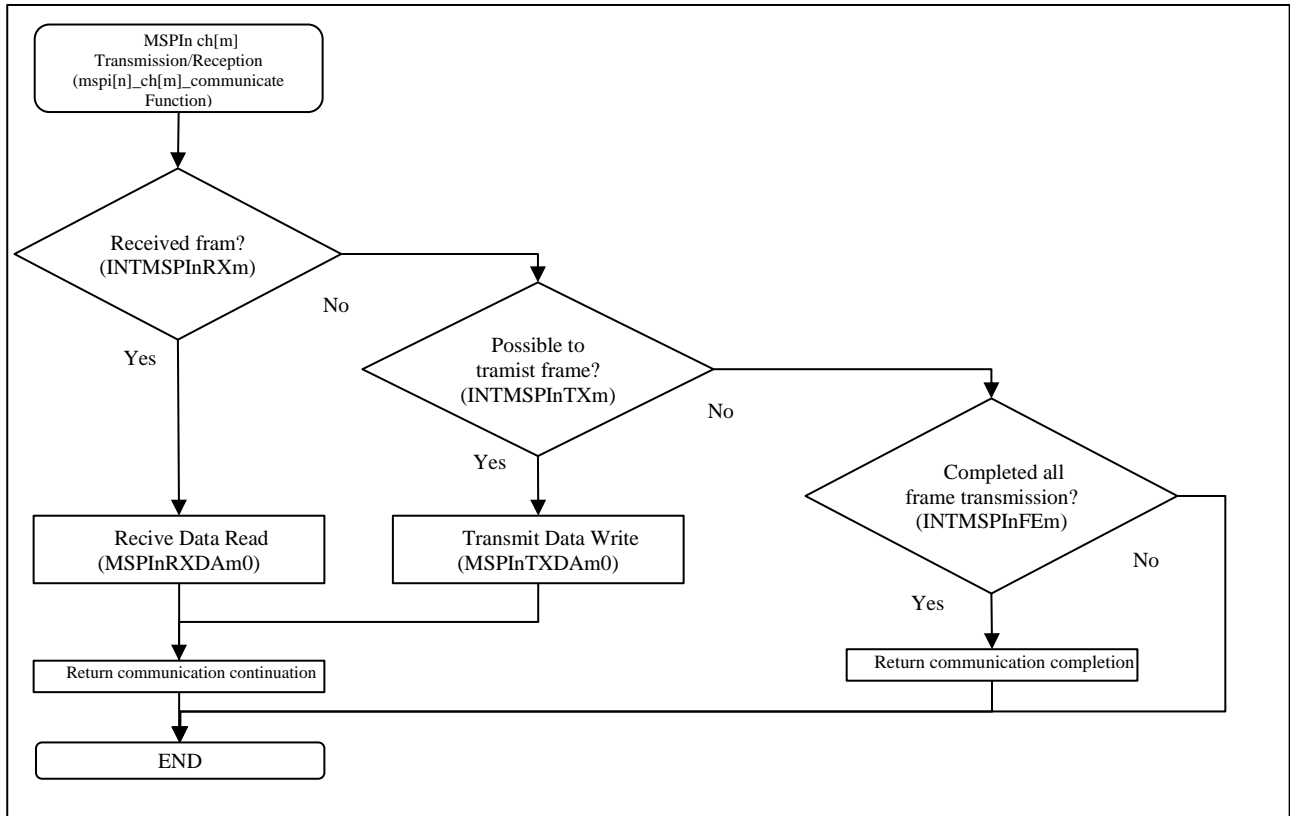 MSPIn ch[m]
Transmission/Reception
(mspi[n]_ch[m]_communicate
Function)
Received fram?
(INTMSPInRXm)
No
Yes
Possible to
tramist frame?
(INTMSPInTXm)
No
Yes
Completed all
frame transmission?
(INTMSPInFEm)
No
Yes
Recive Data Read
(MSPInRXDAm0)
Transmit Data Write
(MSPInTXDAm0)
Return communication continuation
Return communication completion
END